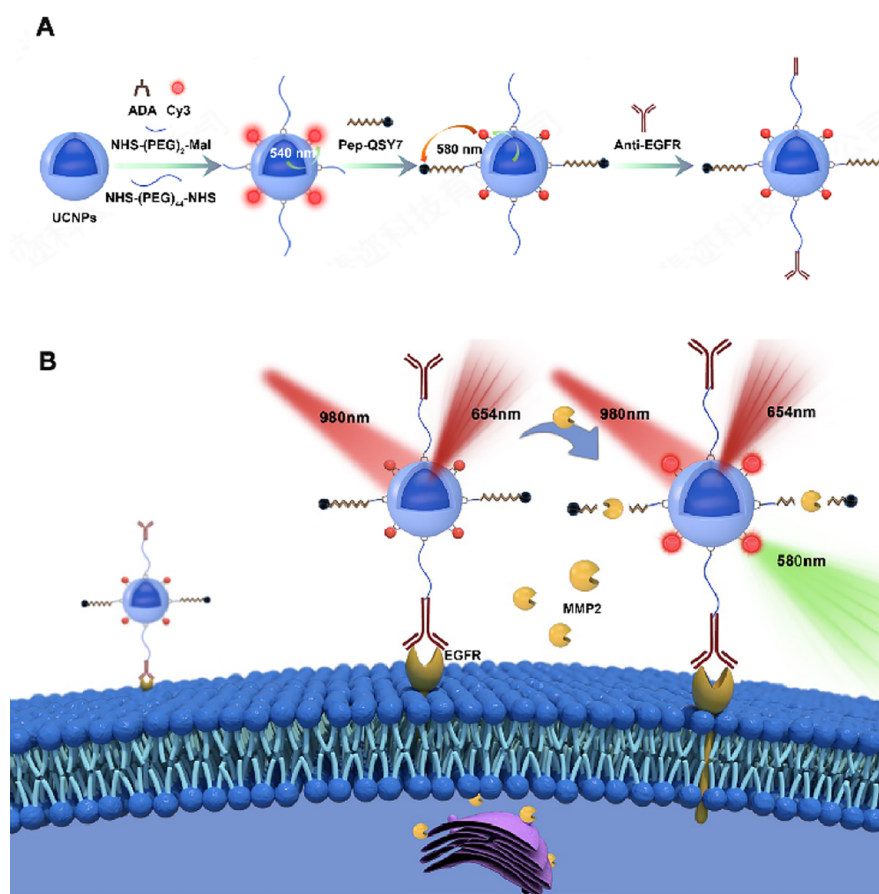 A
ADA Cy3
NHS-(PEG)₂-Mal
NHS-(PEG)₄₄-NHS
UCNPs
540 nm
Pep-QSY7
580 nm
Anti-EGFR
B
980nm
654nm
980nm
654nm
580nm
MMP2
EGFR